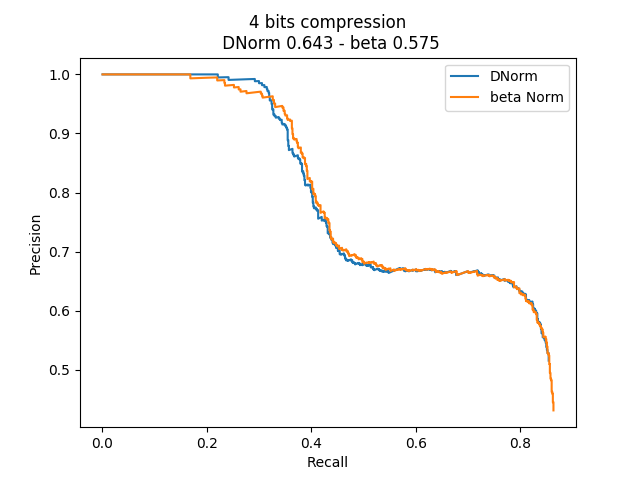 4 bits compression
DNorm 0.643 - beta 0.575
DNorm
beta Norm
1.0
0.9
0.8
0.7
0.6
0.5
Precision
0.0 0.2 0.4 0.6 0.8
Recall